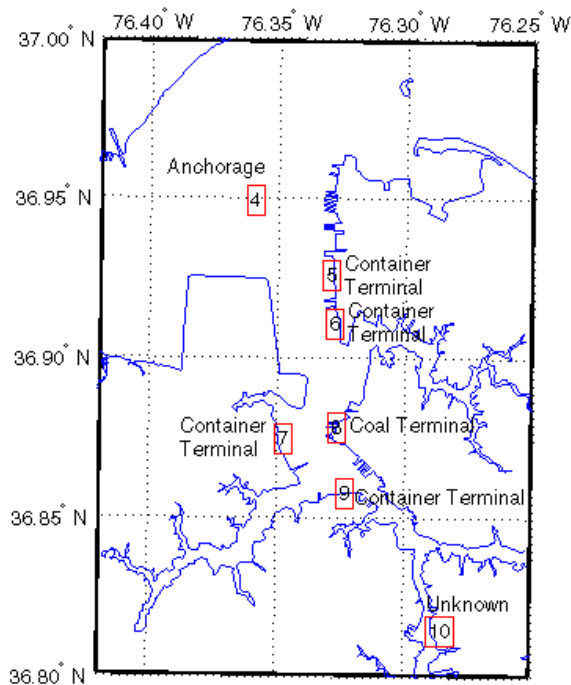 76.40° W 76.35° W 76.30° W 76.25° W
37.00° N
Anchorage
36.95° N
4
5
Container
Terminal
6
Container
Terminal
36.90° N
Container
Terminal
7
8
Coal Terminal
9
Container Terminal
36.85° N
Unknown
10
36.80° N